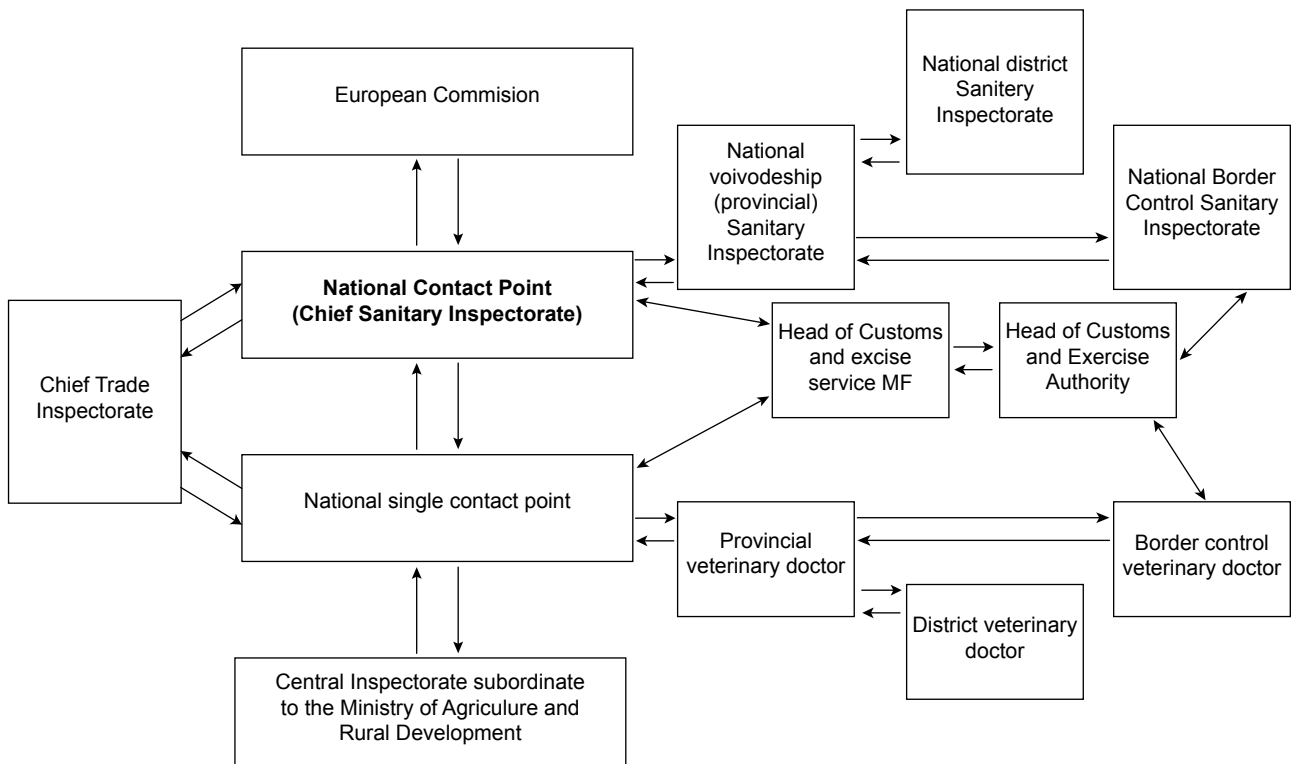 European Commision
National district
Sanitery
Inspectorate
National
voivodeship
(provincial)
Sanitary
Inspectorate
National Border
Control Sanitary
Inspectorate
National Contact Point
(Chief Sanitary Inspectorate)
Chief Trade
Inspectorate
Head of Customs
and excise
service MF
Head of Customs
and Exercise
Authority
National single contact point
Provincial
veterinary doctor
Border control
veterinary doctor
District veterinary
doctor
Central Inspectorate subordinate
to the Ministry of Agriculure and
Rural Development